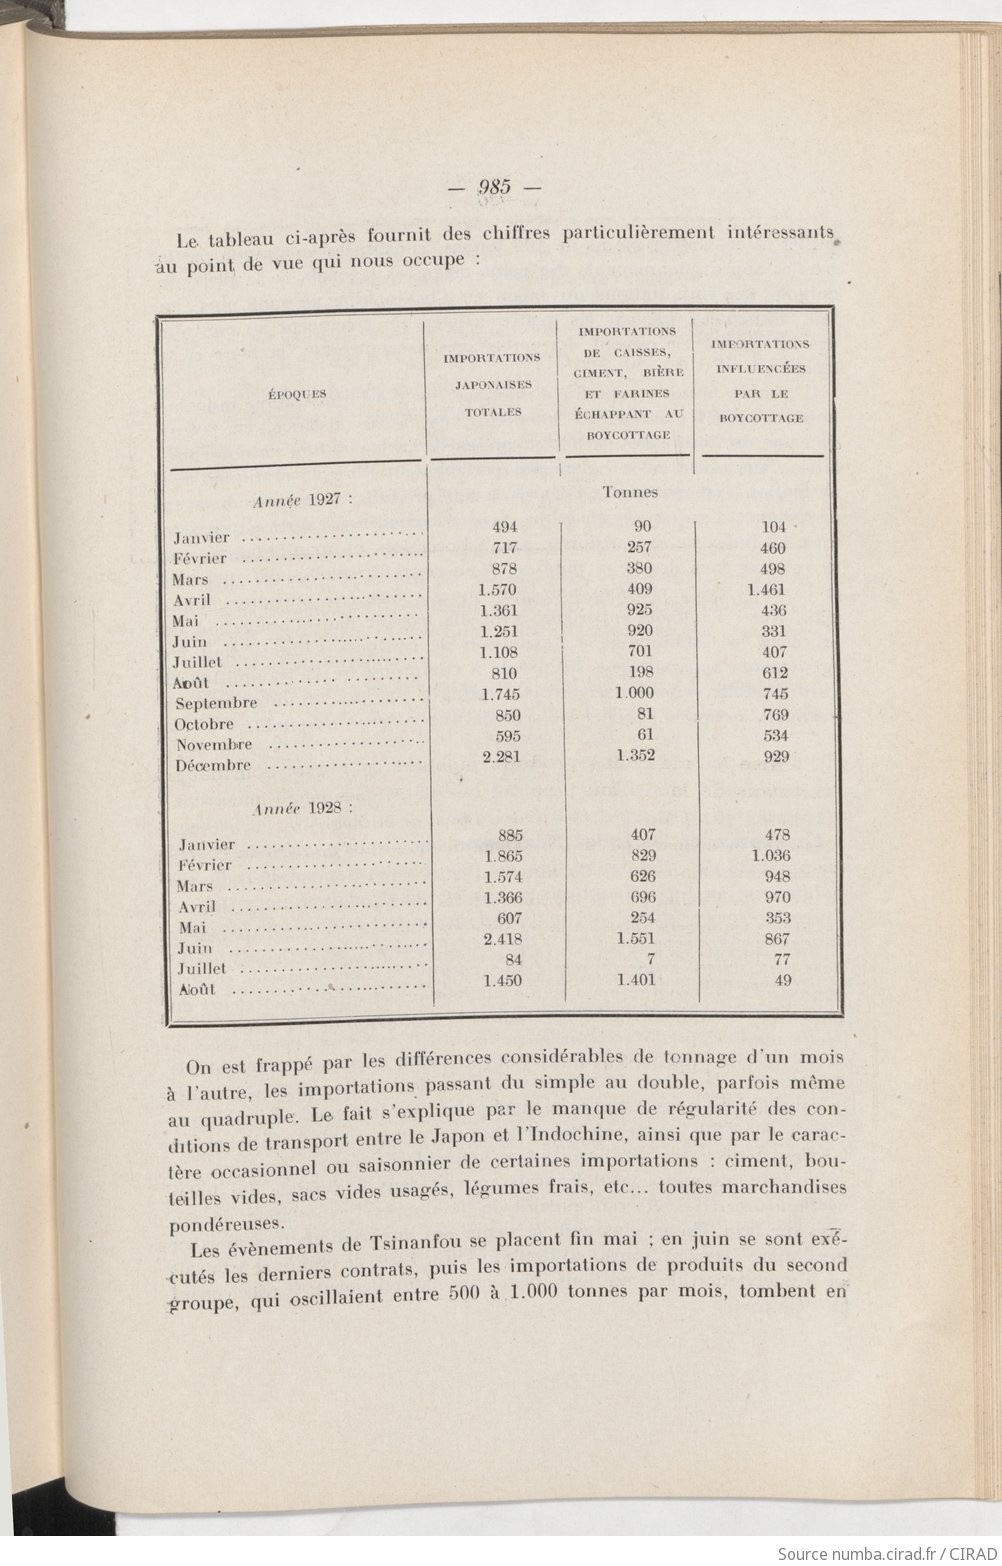 — 985 —
Le tableau ci-après fournit des chiffres particulièrement intéressants
au point de vue qui nous occupe :
ÉPOQUES
IMPORTATIONS
JAPONAISES
TOTALES
IMPORTATIONS
DE CAISSES,
CIMENT, BIÈRE
ET FARINES
ÉCHAPPANT AU
BOYCOTTAGE
IMPORTATIONS
INFLUENCÉES
PAR LE
BOYCOTTAGE
Année 1927 : Tonnes
Janvier 494 90 104
Février 717 257 460
Mars 878 380 498
Avril 1.570 409 1.461
Mai 1.361 925 436
Juin 1.251 920 331
Juillet 1.108 701 407
Août 810 198 612
Septembre 1.745 1.000 745
Octobre 850 81 769
Novembre 595 61 534
Décembre 2.281 1.352 929
Année 1928 :
Janvier 885 407 478
Février 1.865 829 1.036
Mars 1.574 626 948
Avril 1.366 696 970
Mai 607 254 353
Juin 2.418 1.551 867
Juillet 84 7 77
Août 1.450 1.401 49
On est frappé par les différences considérables de tonnage d'un mois
à l'autre, les importations passant du simple au double, parfois même
au quadruple. Le fait s'explique par le manque de régularité des con-
ditions de transport entre le Japon et l'Indochine, ainsi que par le carac-
tère occasionnel ou saisonnier de certaines importations : ciment, bou-
teilles vides, sacs vides usagés, légumes frais, etc... toutes marchandises
pondéreuses.
Les évènements de Tsinanfou se placent fin mai ; en juin se sont exé-
cutés les derniers contrats, puis les importations de produits du second
groupe, qui oscillaient entre 500 à 1.000 tonnes par mois, tombent en
Source numba.cirad.fr / CIRAD